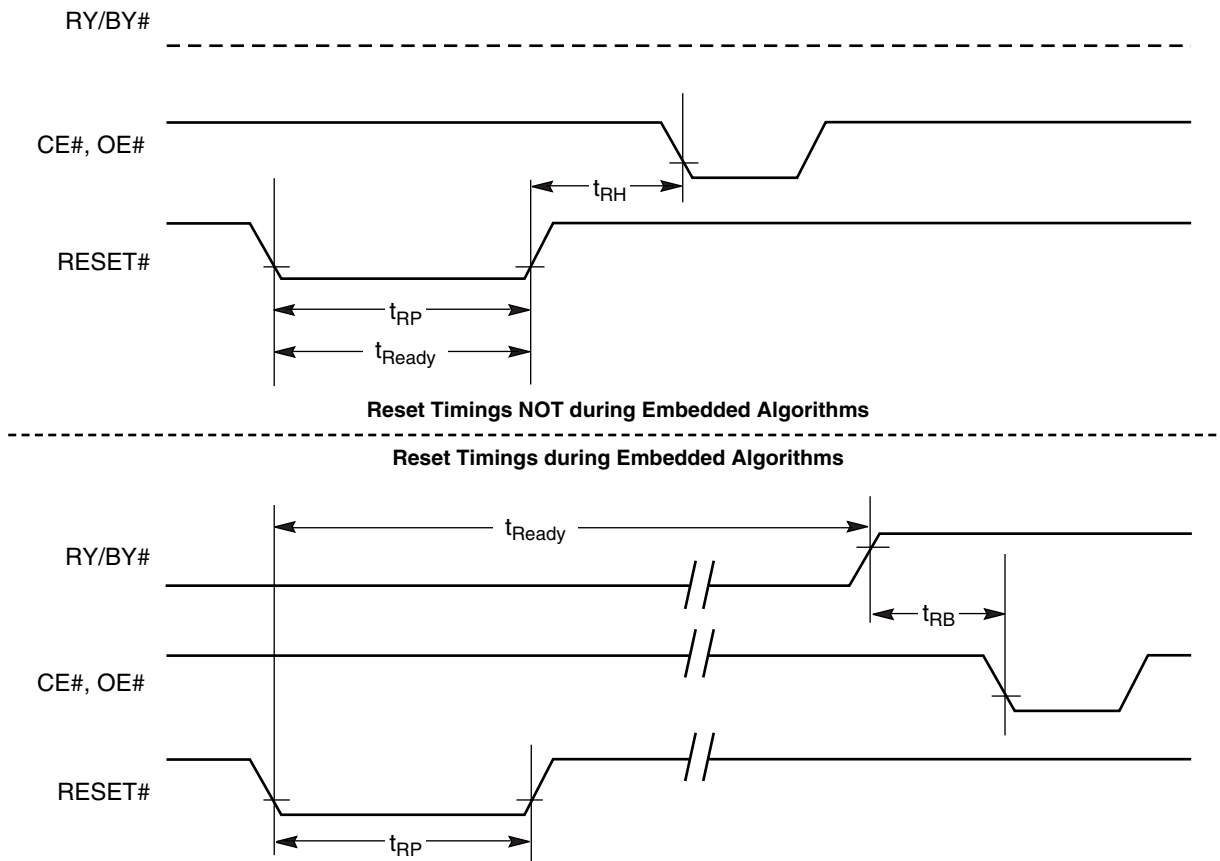 RY/BY#
CE#, OE#
tRH
RESET#
tRP
tReady
Reset Timings NOT during Embedded Algorithms
Reset Timings during Embedded Algorithms
tReady
RY/BY#
tRB
CE#, OE#
RESET#
tRP